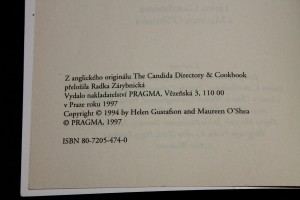 Z anglického originálu The Candida Directory & Cookbook
přeložila Radka Zárybnická
Vydalo nakladatelství PRAGMA, Vězeňská 3, 110 00
v Praze roku 1997
Copyright © 1994 by Helen Gustafson and Maureen O'Shea
© PRAGMA, 1997
ISBN 80-7205-474-0